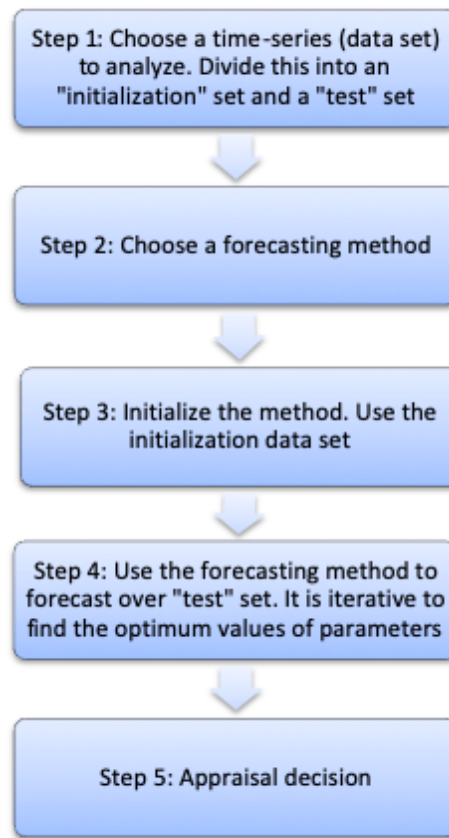 Step 1: Choose a time-series (data set)
to analyze. Divide this into an
"initialization" set and a "test" set
Step 2: Choose a forecasting method
Step 3: Initialize the method. Use the
initialization data set
Step 4: Use the forecasting method to
forecast over "test" set. It is iterative to
find the optimum values of parameters
Step 5: Appraisal decision